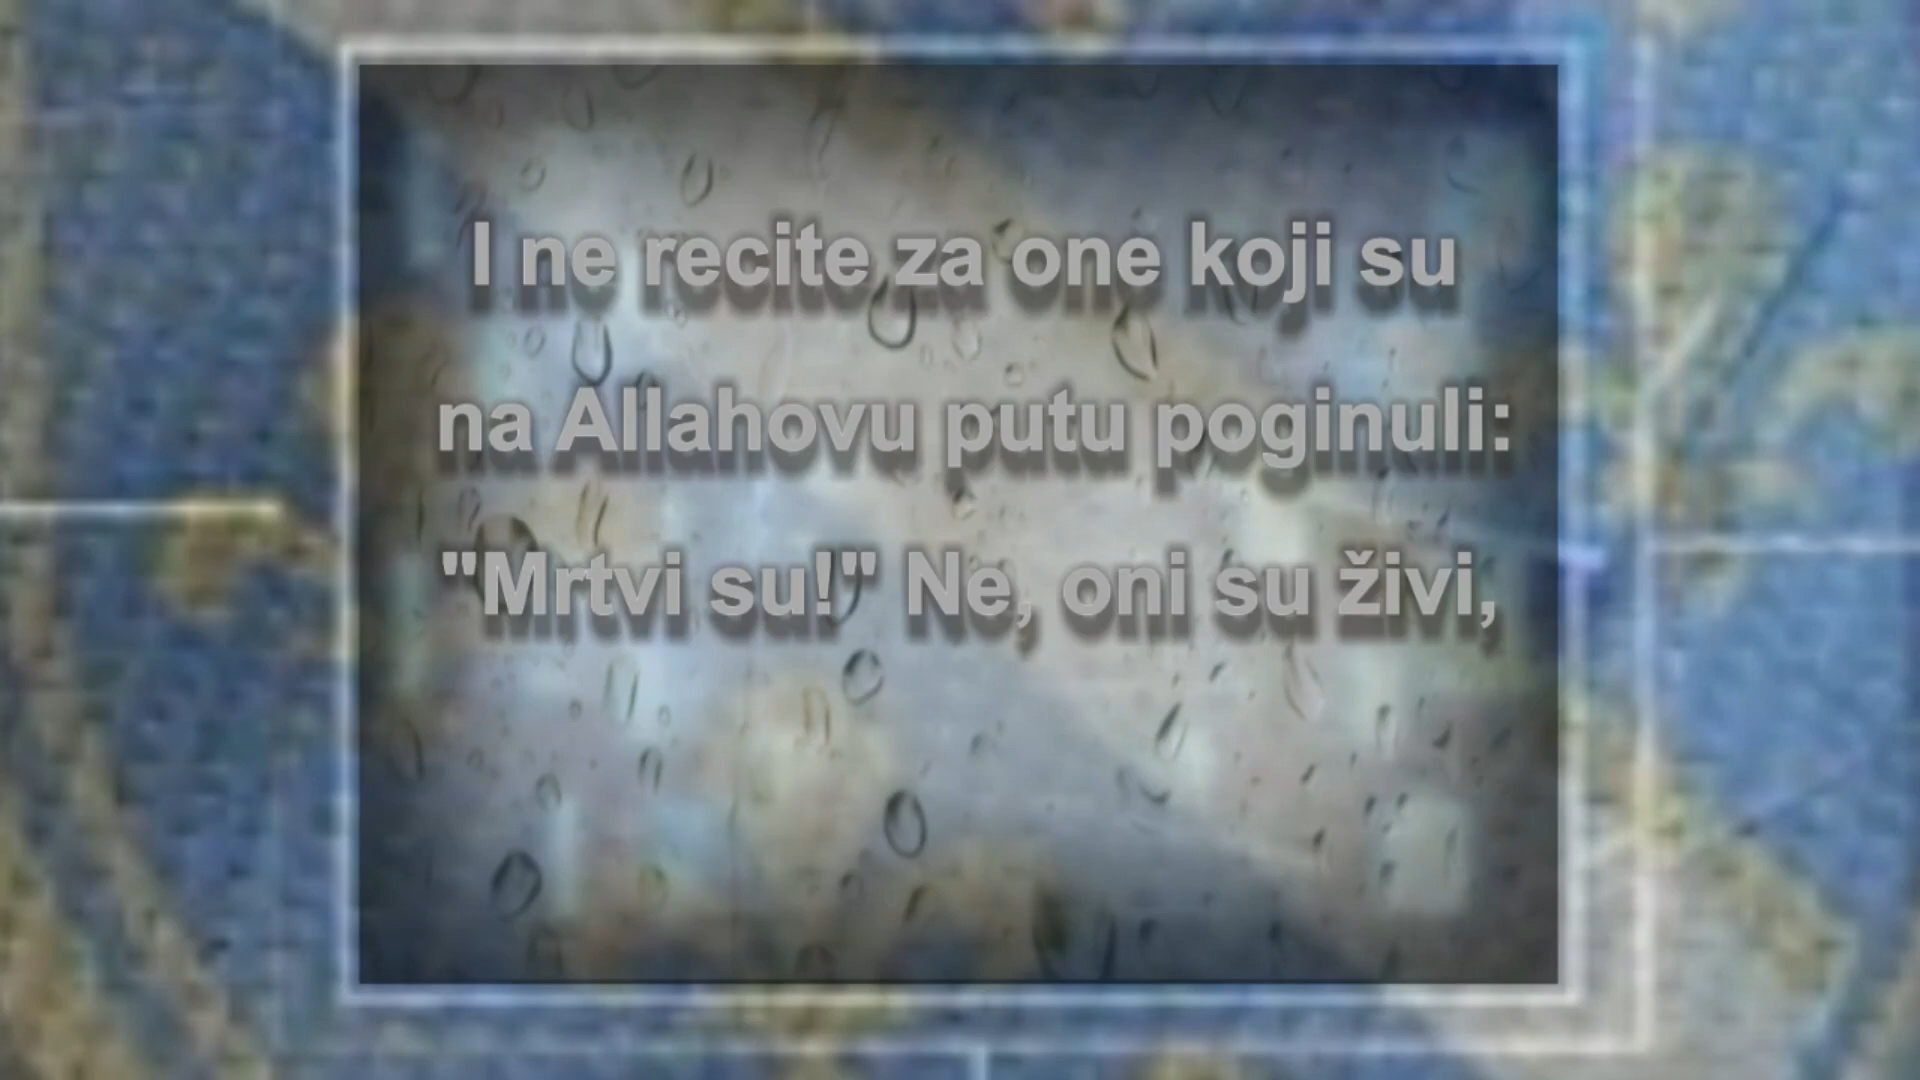 I ne recite za one koji su
na Allahovu putu poginuli:
"Mrtvi su!" Ne, oni su živi,